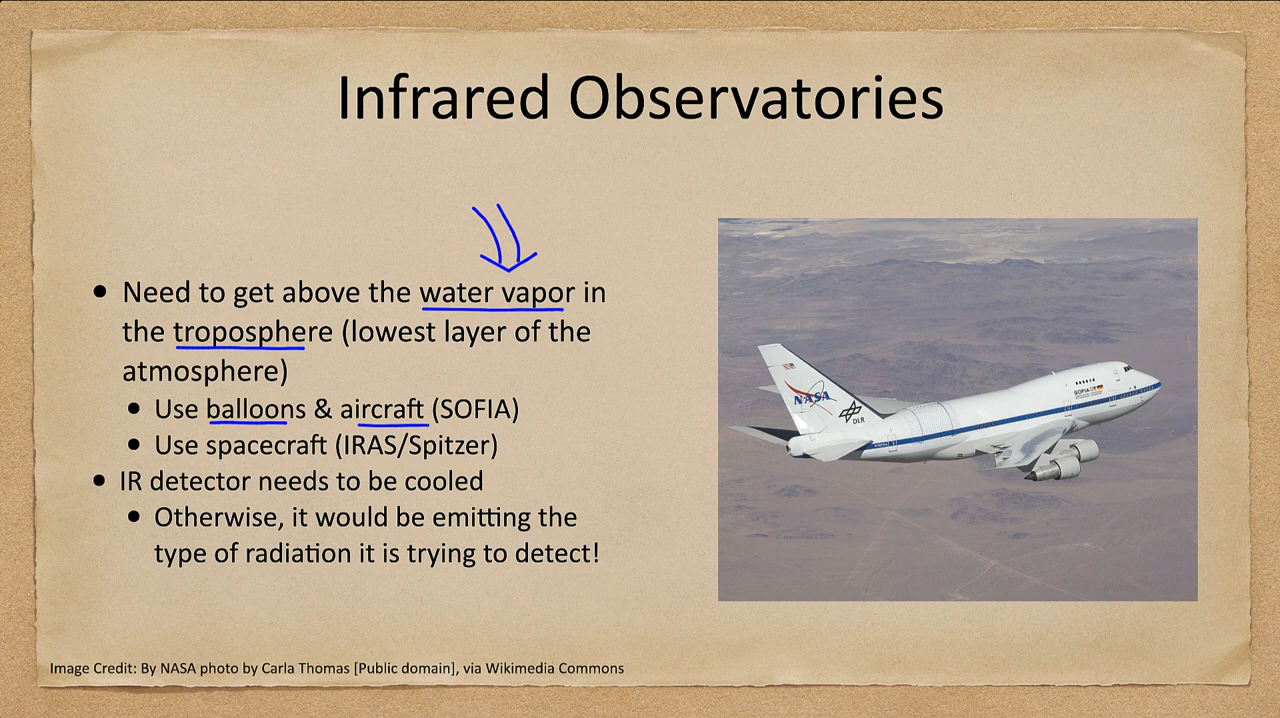 Infrared Observatories
• Need to get above the water vapor in
the troposphere (lowest layer of the
atmosphere)
• Use balloons & aircraft (SOFIA)
• Use spacecraft (IRAS/Spitzer)
• IR detector needs to be cooled
• Otherwise, it would be emitting the
type of radiation it is trying to detect!
NASA
DLR
SOFIA
Image Credit: By NASA photo by Carla Thomas [Public domain], via Wikimedia Commons